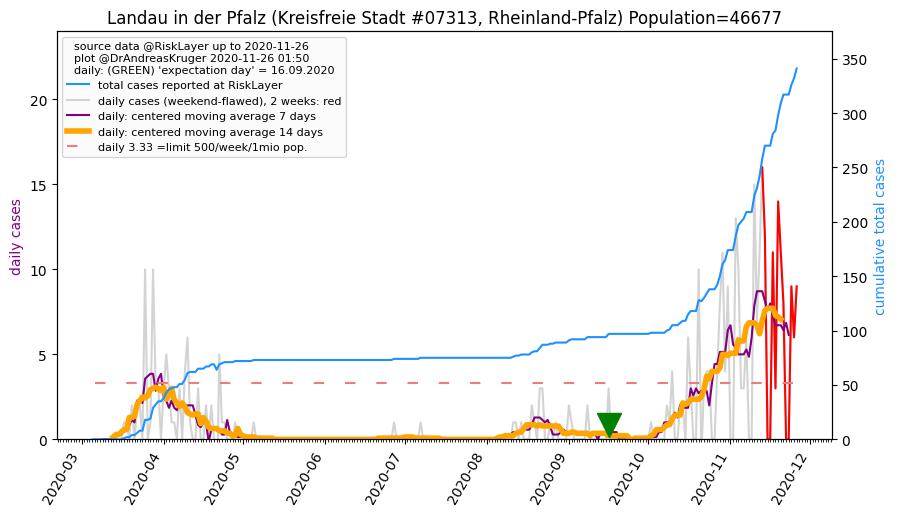 Landau in der Pfalz (Kreisfreie Stadt #07313, Rheinland-Pfalz) Population=46677
source data @RiskLayer up to 2020-11-26
plot @DrAndreasKruger 2020-11-26 01:50
daily: (GREEN) 'expectation day' = 16.09.2020
total cases reported at RiskLayer
daily cases (weekend-flawed), 2 weeks: red
daily: centered moving average 7 days
daily: centered moving average 14 days
daily 3.33 =limit 500/week/1mio pop.
daily cases
20
15
10
5
0
cumulative total cases
350
300
250
200
150
100
50
0
2020-03
2020-04
2020-05
2020-06
2020-07
2020-08
2020-09
2020-10
2020-11
2020-12